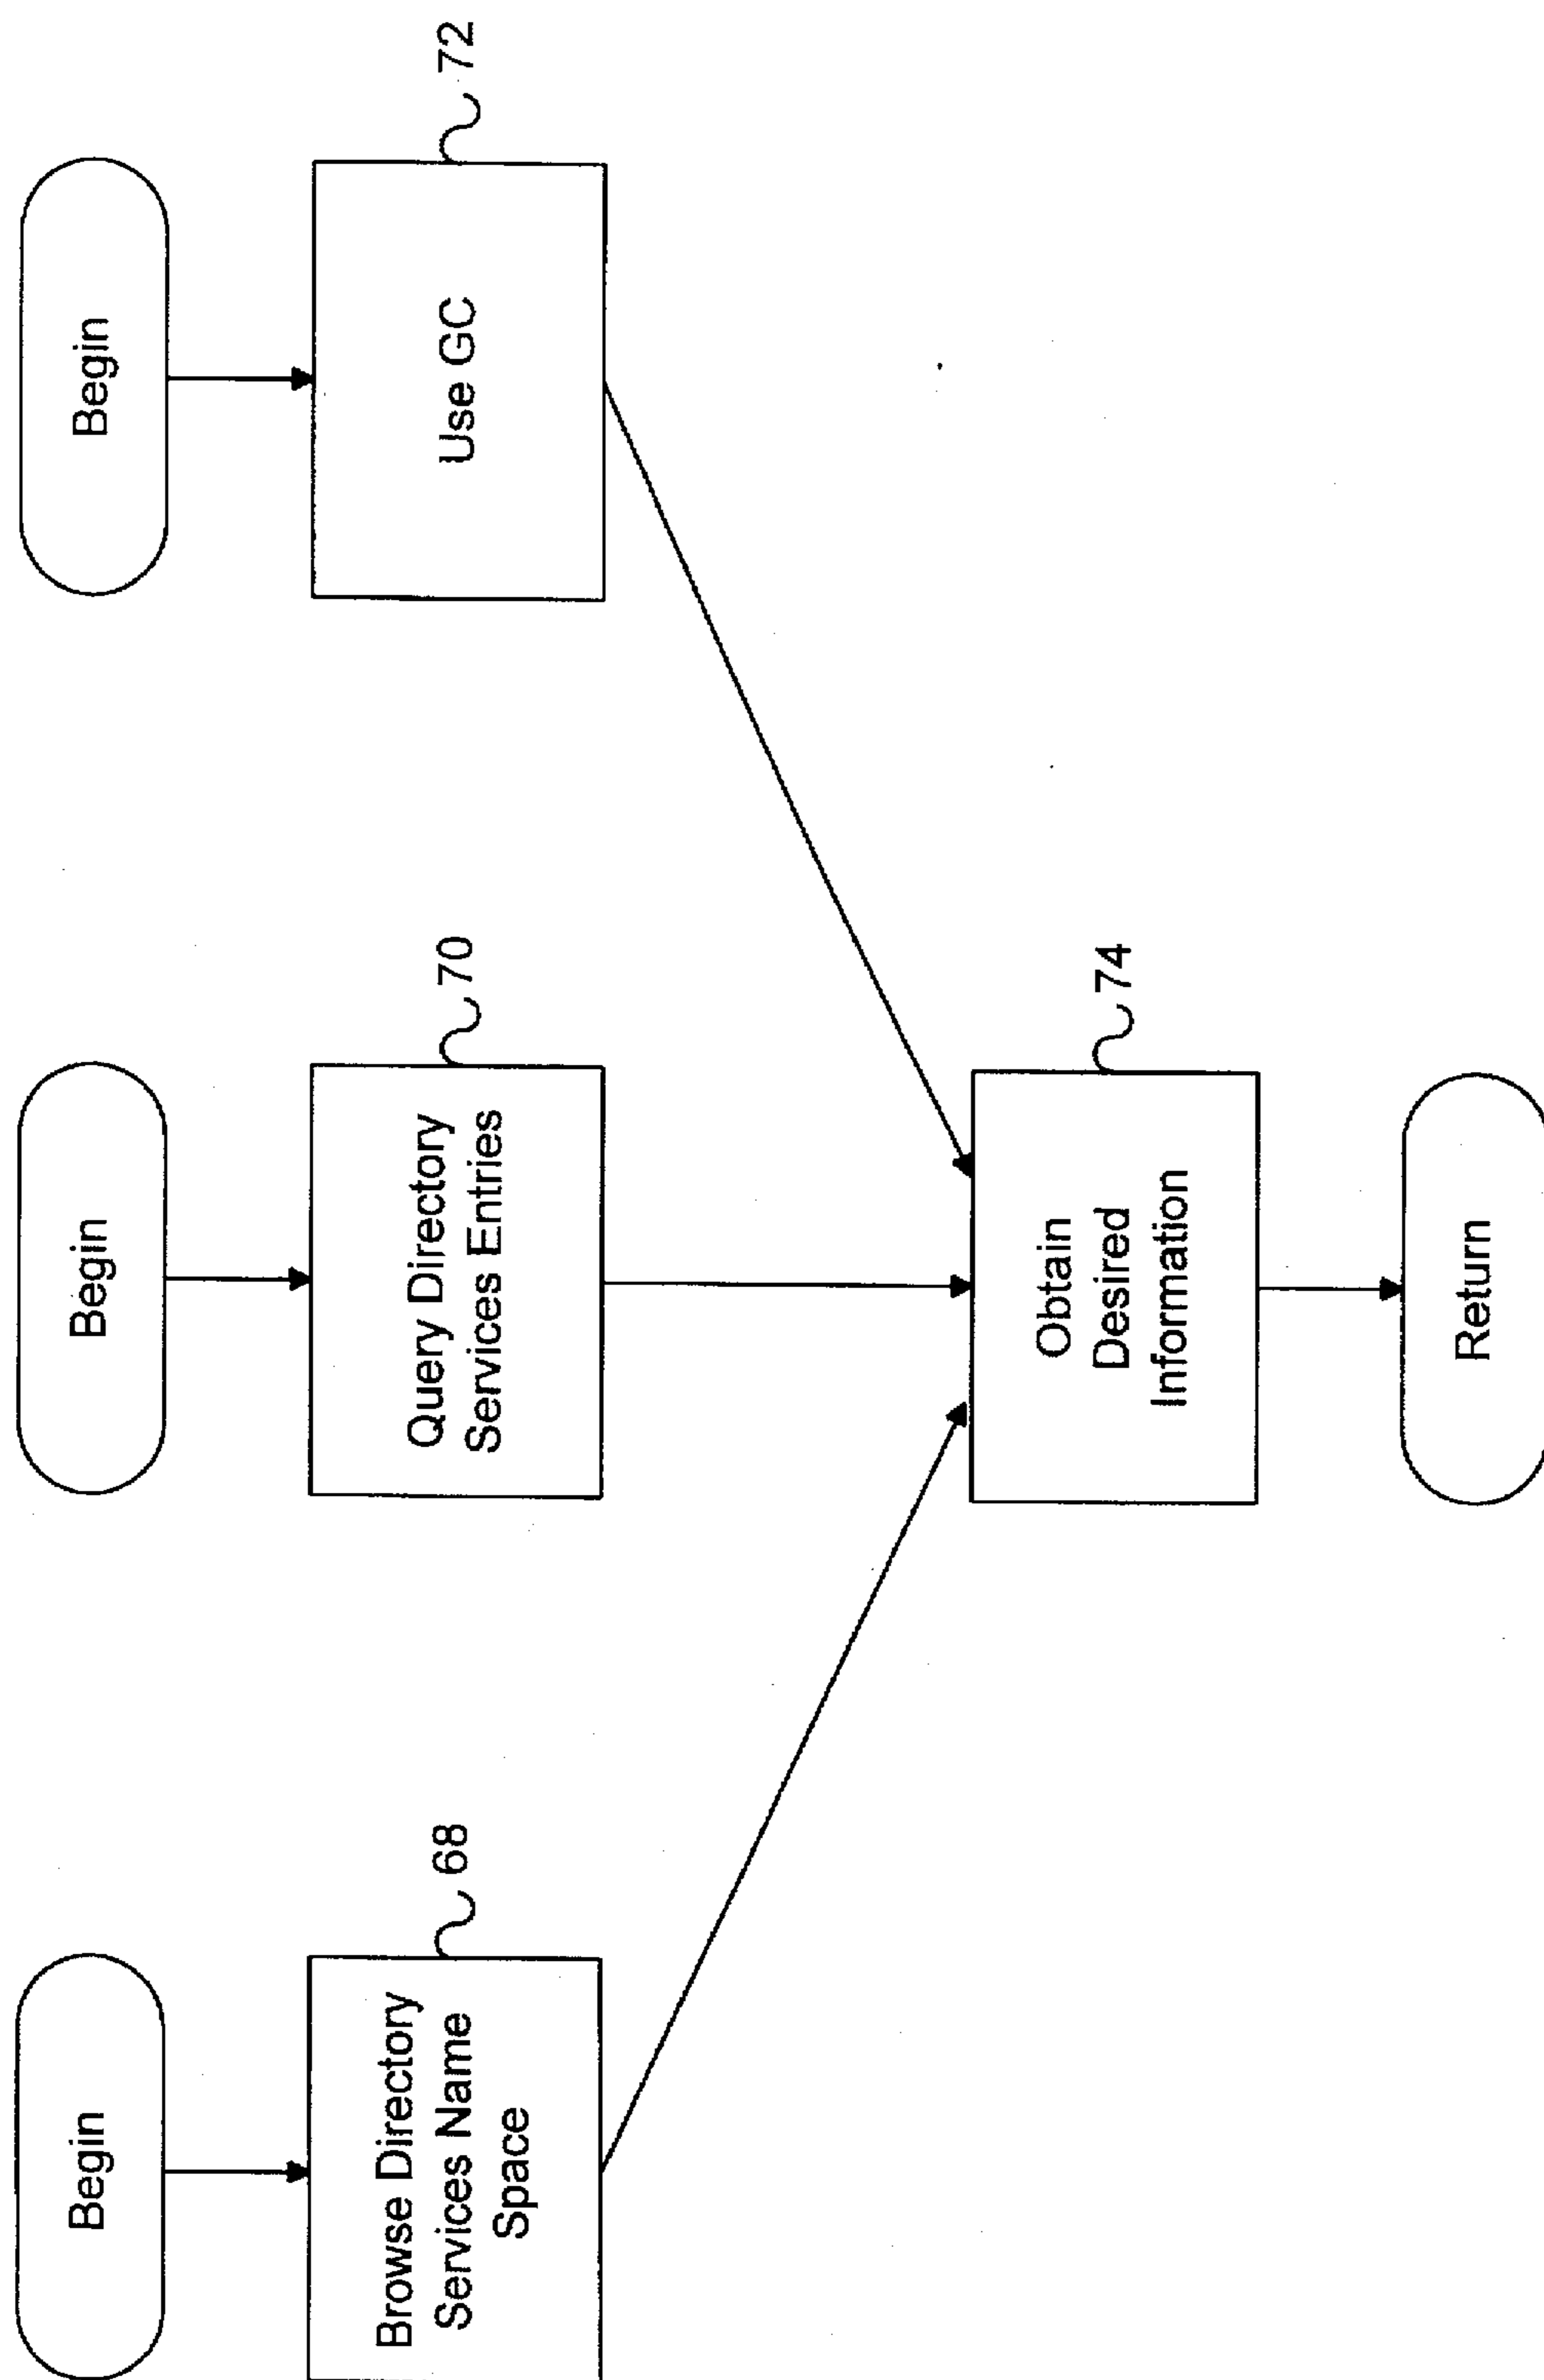 Begin
Begin
Begin
Browse Directory
Services Name
Space
68
Query Directory
Services Entries
70
Use GC
72
Obtain
Desired
Information
74
Return